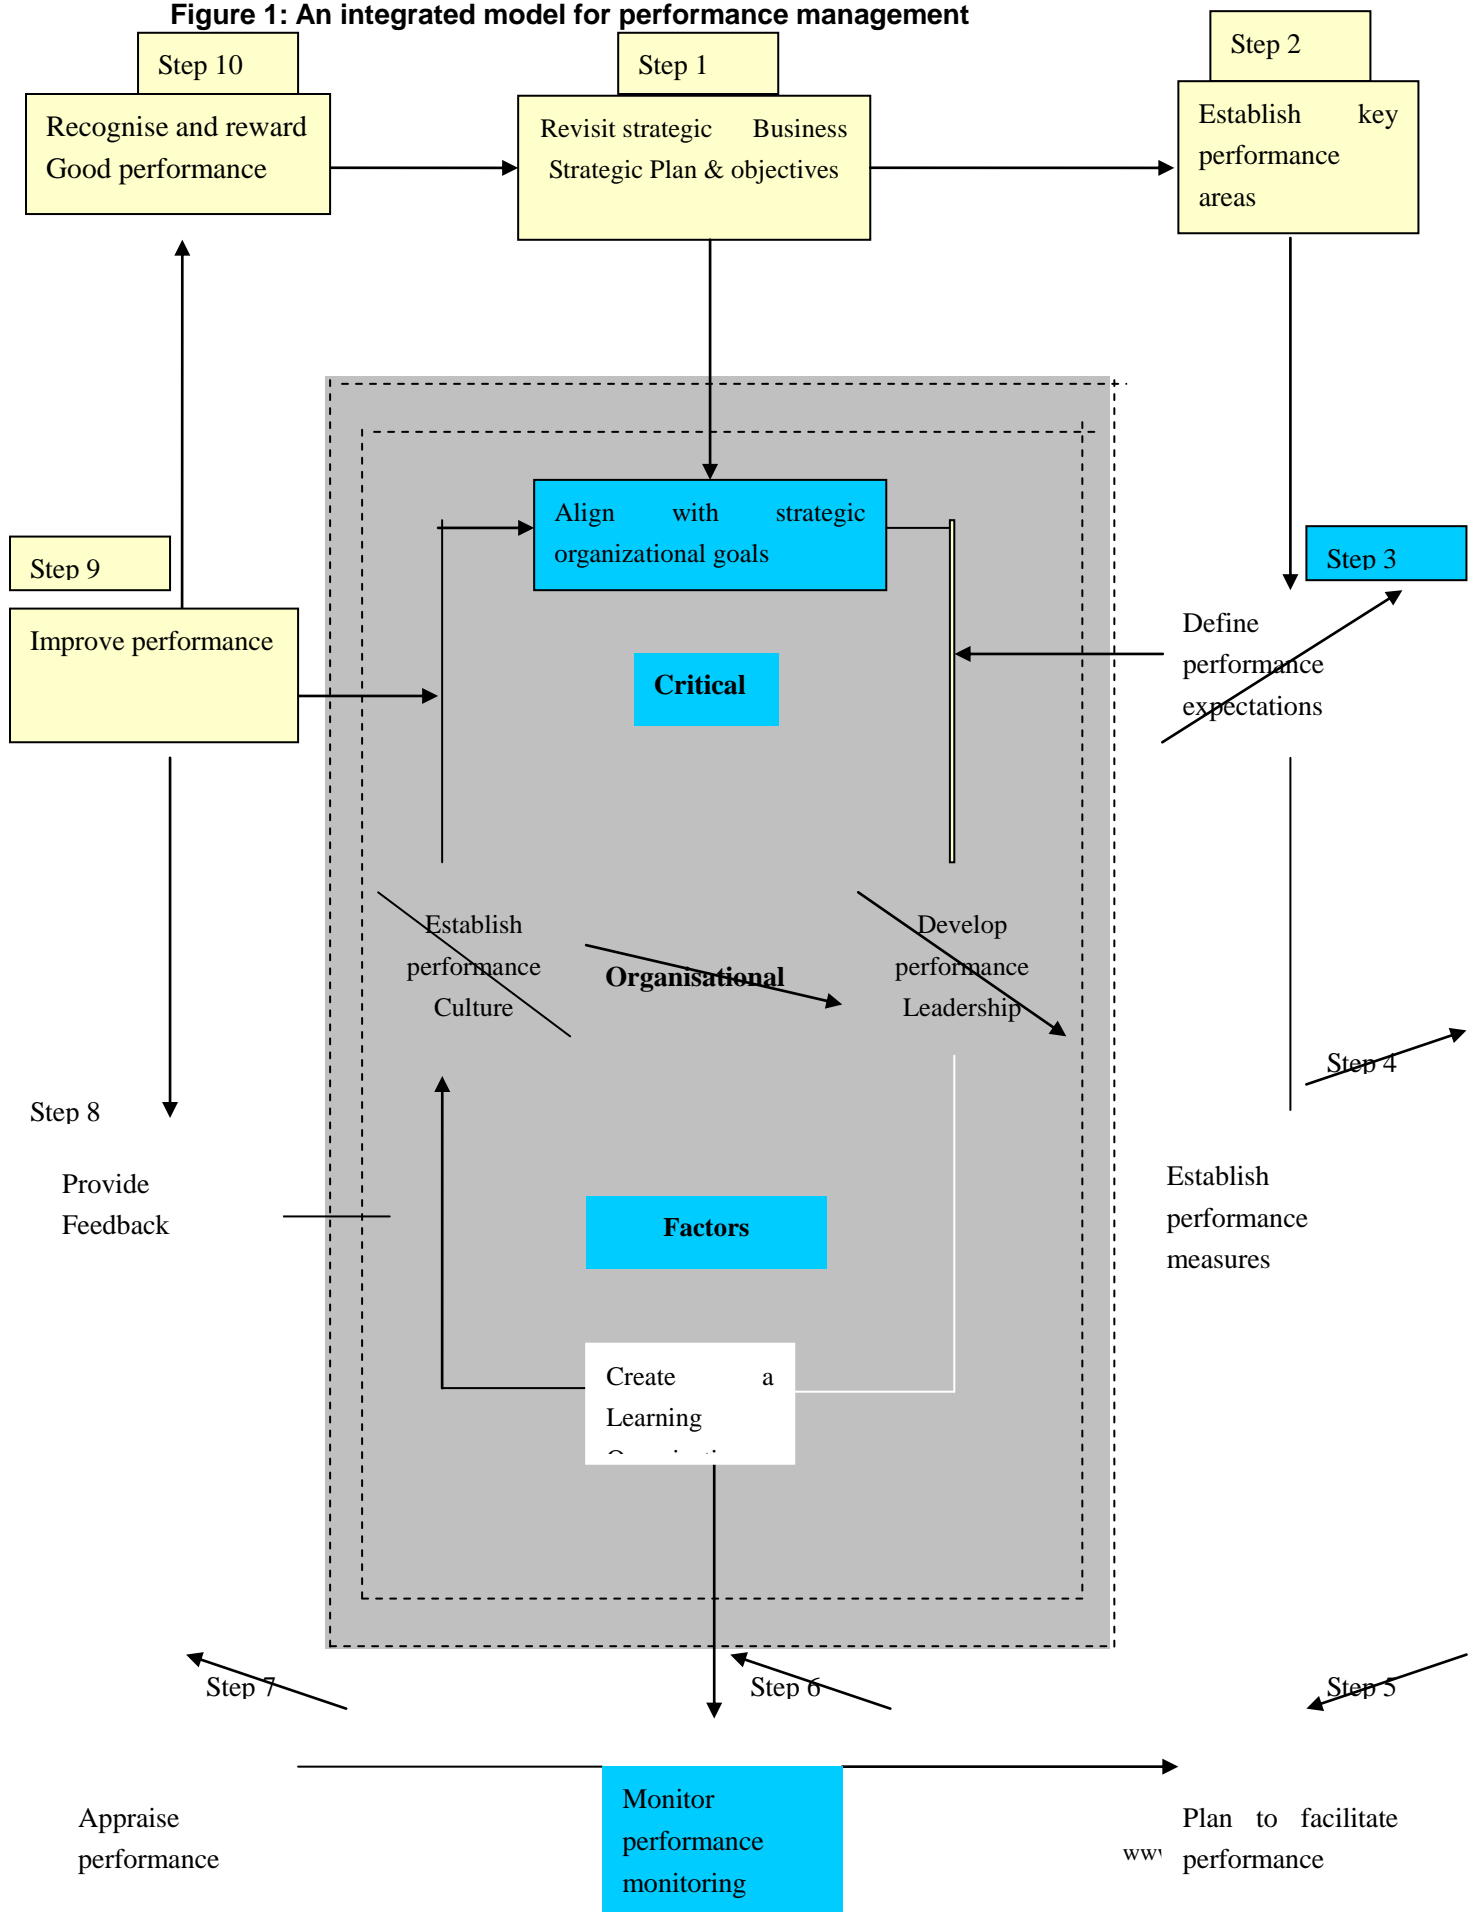 Figure 1: An integrated model for performance management
Step 10
Step 1
Step 2
Recognise and reward
Good performance
Revisit strategic Business
Strategic Plan & objectives
Establish key
performance
areas
Align with strategic
organizational goals
Step 9
Step 3
Improve performance
Define
performance
expectations
Critical
Establish
performance
Culture
Organisational
Develop
performance
Leadership
Step 4
Step 8
Provide
Feedback
Establish
performance
measures
Factors
Create a
Learning
Step 7
Step 6
Step 5
Appraise
performance
Monitor
performance
monitoring
Plan to facilitate
performance